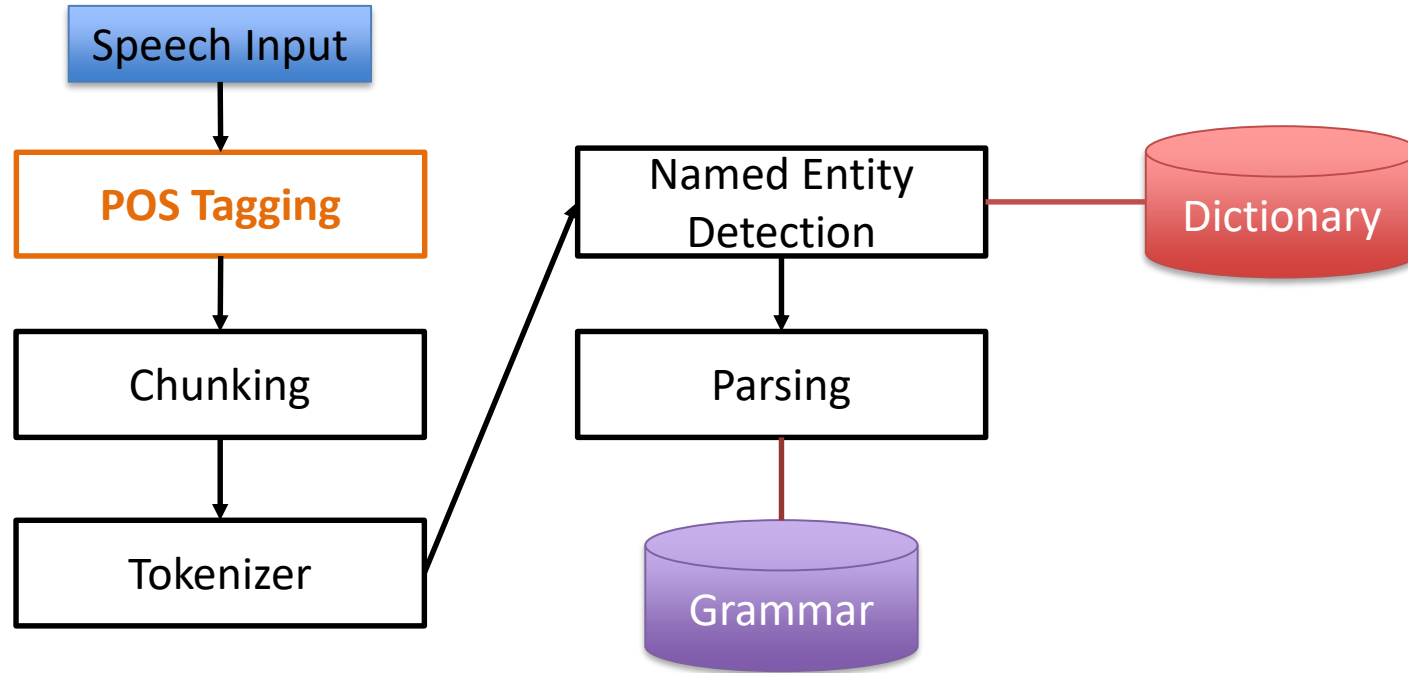 Speech Input
POS Tagging
Chunking
Tokenizer
Named Entity
Detection
Parsing
Dictionary
Grammar